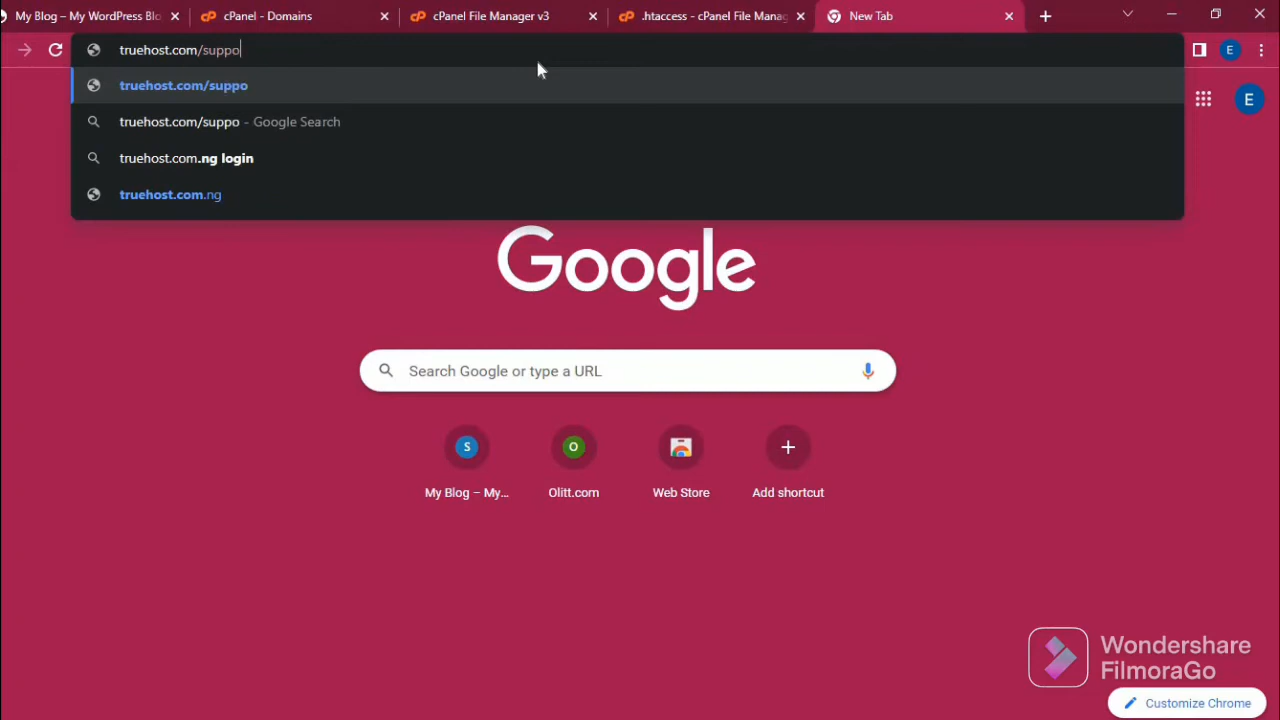 My Blog – My WordPress Blo
cPanel - Domains
cPanel File Manager v3
.htaccess - cPanel File Manag
New Tab
truehost.com/suppo
E
truehost.com/suppo
E
truehost.com/suppo - Google Search
truehost.com.ng login
truehost.com.ng
Google
Search Google or type a URL
S
O
My Blog – My...
Olitt.com
Web Store
Add shortcut
Wondershare
FilmoraGo
Customize Chrome